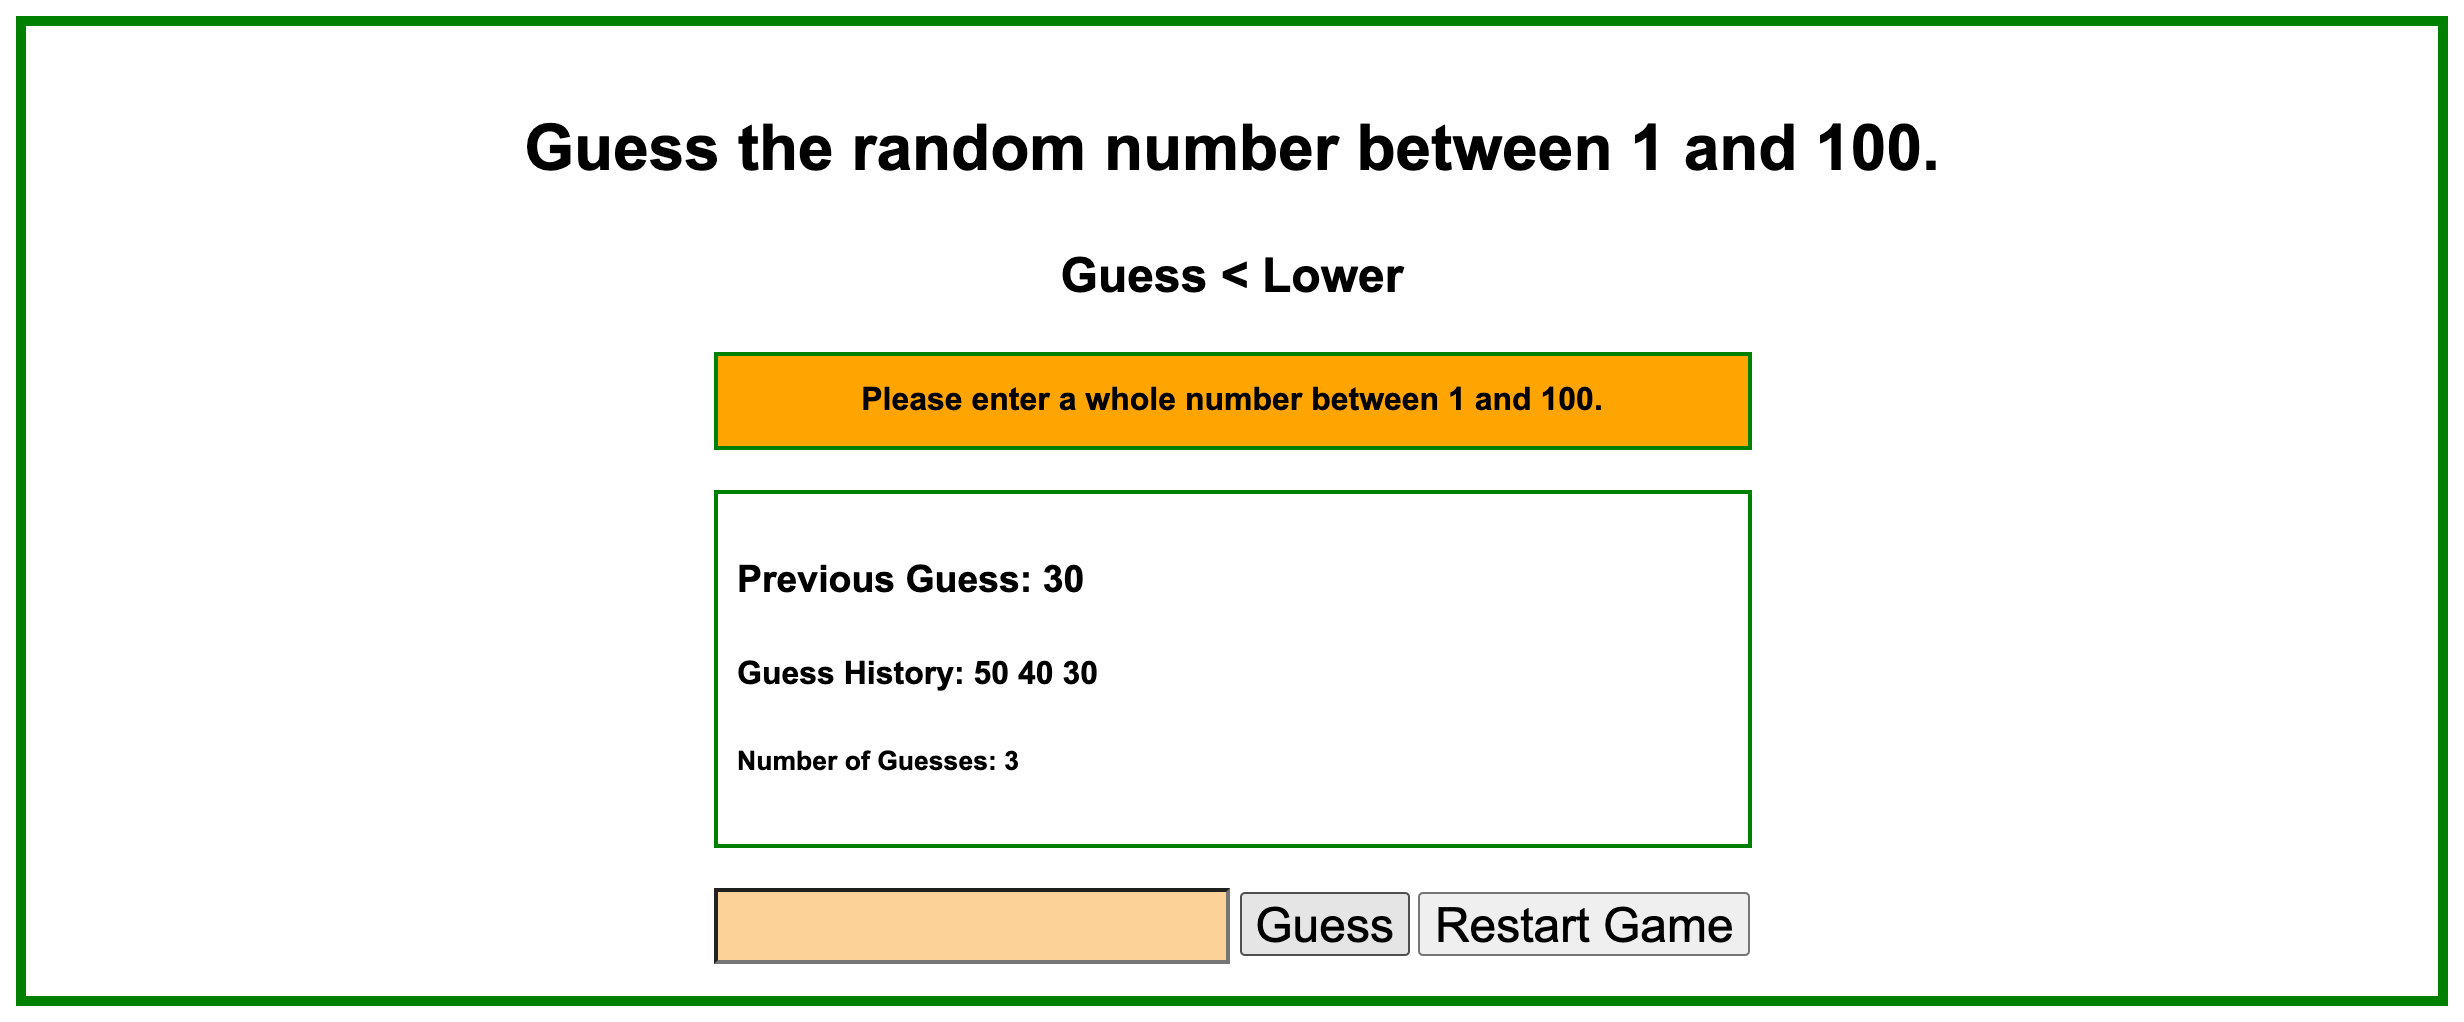 Guess the random number between 1 and 100.
Guess < Lower
Please enter a whole number between 1 and 100.
Previous Guess: 30
Guess History: 50 40 30
Number of Guesses: 3
Guess Restart Game